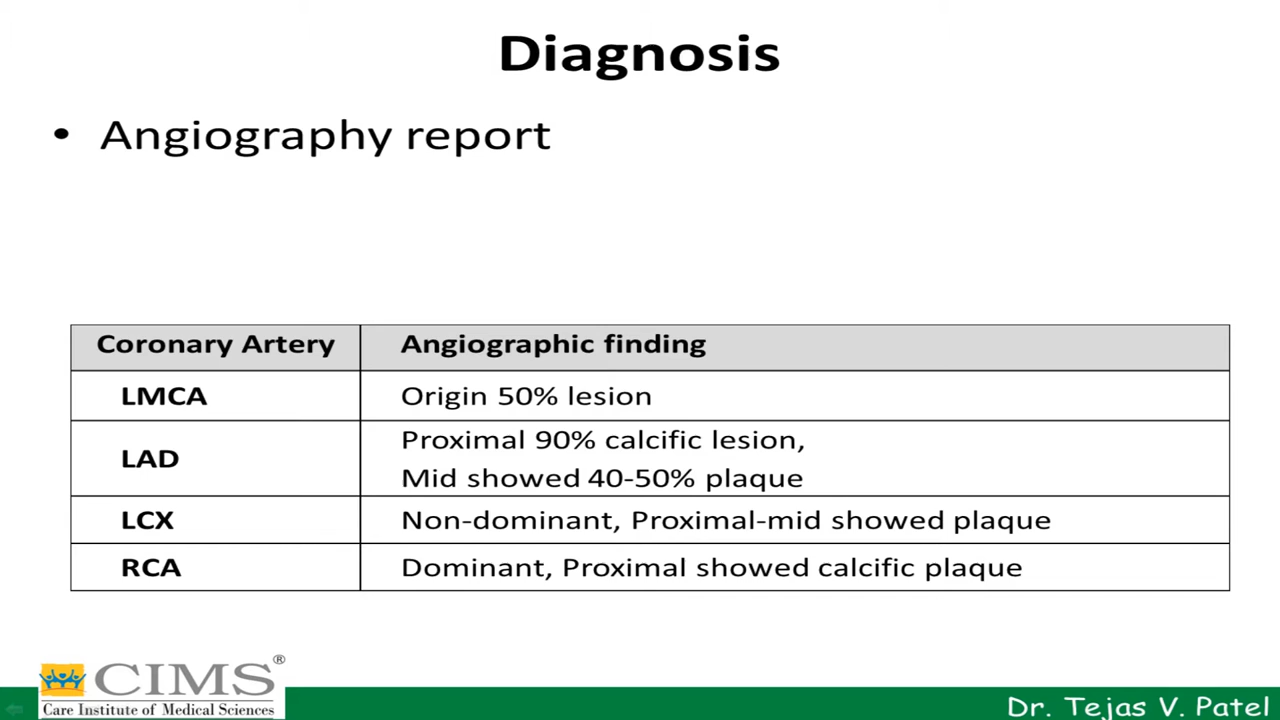 Diagnosis
• Angiography report
Coronary Artery Angiographic finding
LMCA Origin 50% lesion
LAD Proximal 90% calcific lesion,
Mid showed 40-50% plaque
LCX Non-dominant, Proximal-mid showed plaque
RCA Dominant, Proximal showed calcific plaque
CIMS®
Care Institute of Medical Sciences
Dr. Tejas V. Patel